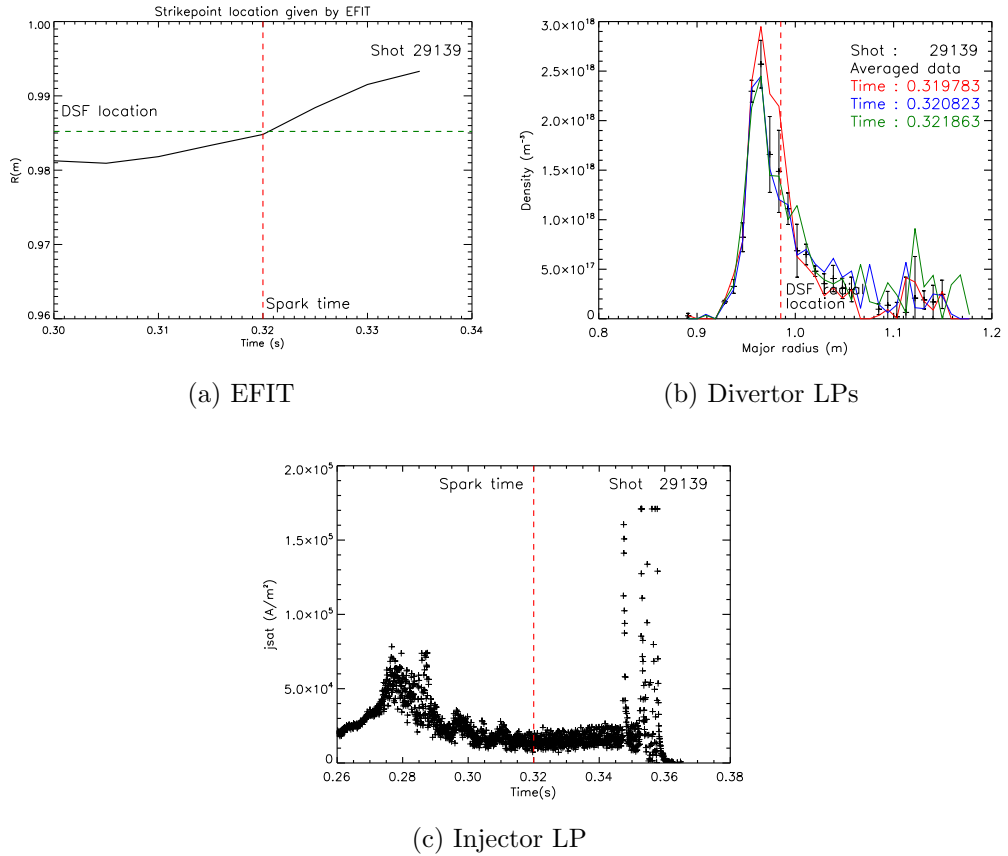 Strikepoint location given by EFIT
1.00
0.99
0.98
0.97
0.96
R(m)
Shot 29139
DSF location
Spark time
0.30 0.31 0.32 0.33 0.34
Time (s)
(a) EFIT
3.0×10¹⁸
2.5×10¹⁸
2.0×10¹⁸
1.5×10¹⁸
1.0×10¹⁸
5.0×10¹⁷
0
Density (m⁻³)
Shot : 29139
Averaged data
Time : 0.319783
Time : 0.320823
Time : 0.321863
DSF radial
location
0.8 0.9 1.0 1.1 1.2
Major radius (m)
(b) Divertor LPs
2.0×10⁵
1.5×10⁵
1.0×10⁵
5.0×10⁴
0
jsat (A/m²)
Spark time
Shot 29139
0.26 0.28 0.30 0.32 0.34 0.36 0.38
Time(s)
(c) Injector LP